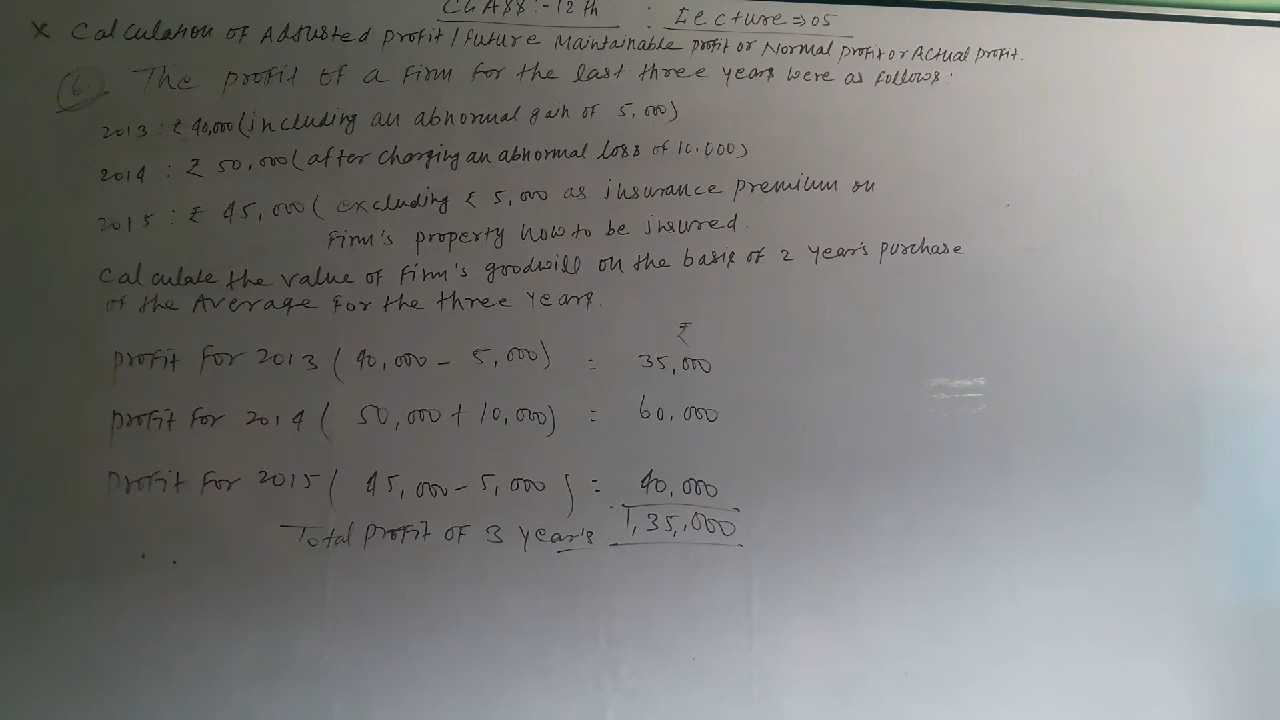 CLASS:-12th : Lecture⇒05
× Calculation of Adjusted profit / future Maintainable profit or Normal profit or Actual profit.
6. The profit of a firm for the last three years were as follows:
2013: ₹ 40,000 (including an abnormal gain of 5,000)
2014: ₹ 50,000 (after charging an abnormal loss of 10,000)
2015: ₹ 45,000 (excluding ₹ 5,000 as insurance premium on
firm's property now to be insured.
Calculate the value of firm's goodwill on the basis of 2 year's purchase
of the Average for the three years.
₹
profit for 2013 (40,000 - 5,000) = 35,000
profit for 2014 (50,000 + 10,000) = 60,000
profit for 2015 (45,000 - 5,000) = 40,000
Total profit of 3 year's 1,35,000